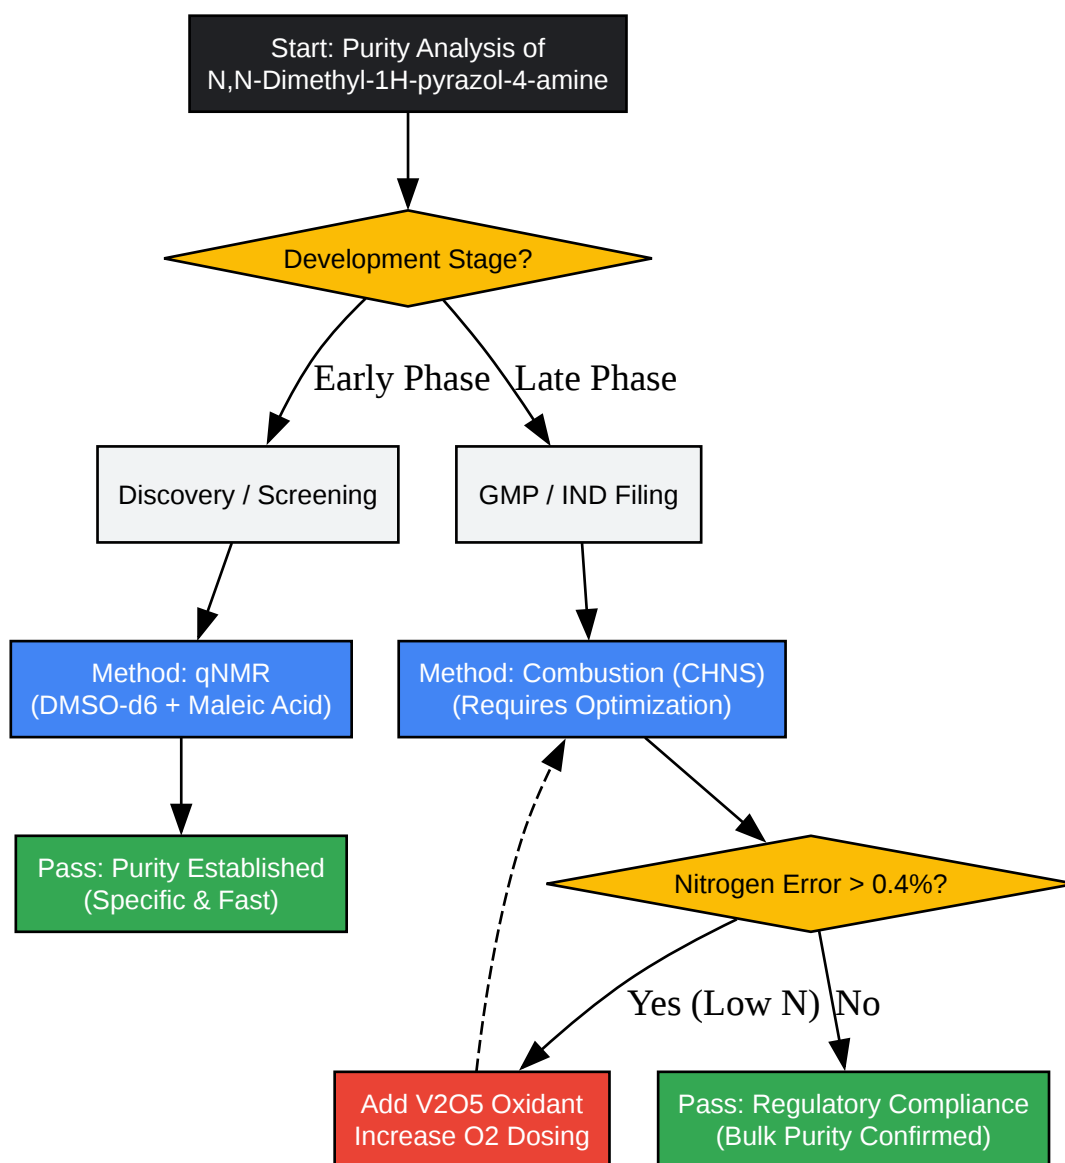 Start: Purity Analysis of
N,N-Dimethyl-1H-pyrazol-4-amine
Development Stage?
Early Phase
Late Phase
Discovery / Screening
GMP / IND Filing
Method: qNMR
(DMSO-d6 + Maleic Acid)
Method: Combustion (CHNS)
(Requires Optimization)
Pass: Purity Established
(Specific & Fast)
Nitrogen Error > 0.4%?
Yes (Low N)
No
Add V2O5 Oxidant
Increase O2 Dosing
Pass: Regulatory Compliance
(Bulk Purity Confirmed)